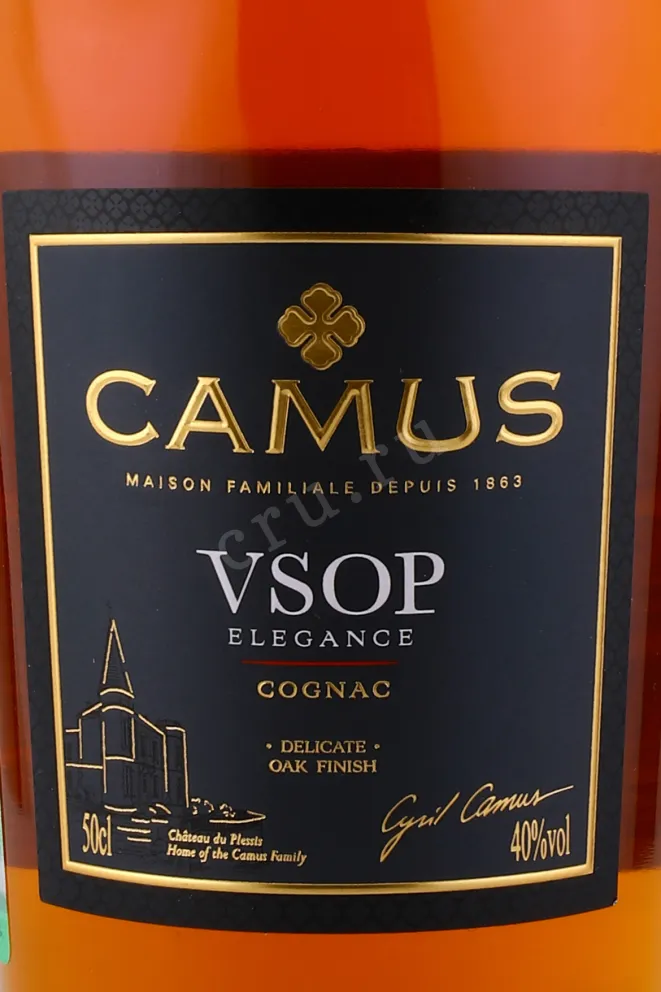 CAMUS
MAISON FAMILIALE DEPUIS 1863
cru.ru
VSOP
ELEGANCE
COGNAC
• DELICATE •
OAK FINISH
Cyril Camus
50cl
Château du Plessis
Home of the Camus Family
40%vol